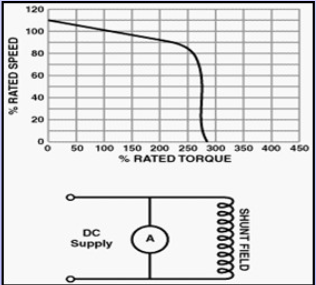 120
100
80
60
40
20
0
% RATED SPEED
0 50 100 150 200 250 300 350 400 450
% RATED TORQUE
DC
Supply
A
SHUNT FIELD